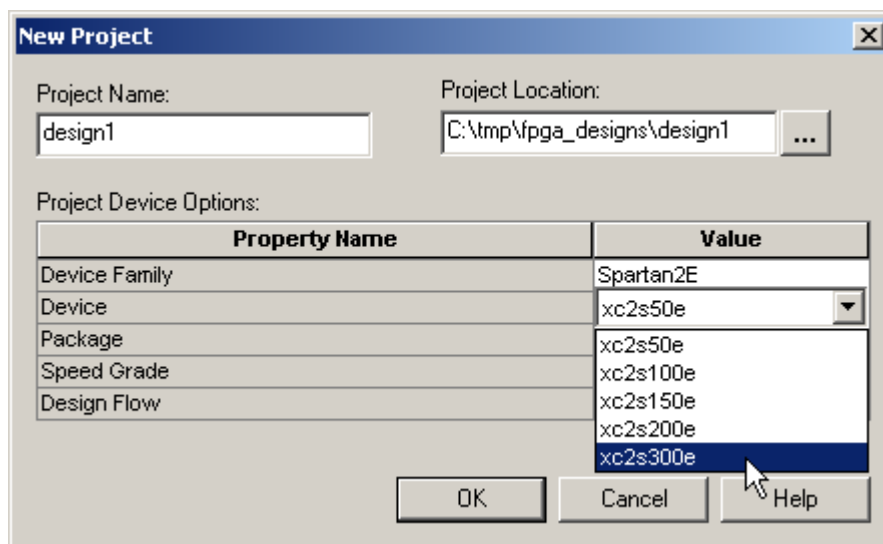 New Project
Project Name:
Project Location:
design1
C:\tmp\fpga_designs\design1
...
Project Device Options:
Property Name
Value
Device Family
Spartan2E
Device
xc2s50e
Package
xc2s50e
Speed Grade
xc2s100e
Design Flow
xc2s150e
xc2s200e
xc2s300e
OK
Cancel
Help